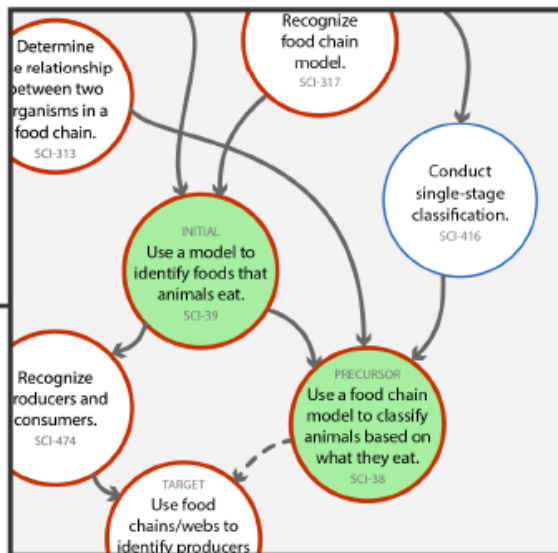 Determine
e relationship
between two
rganisms in a
food chain.
SCI-313
Recognize
food chain
model.
SCI-317
Conduct
single-stage
classification.
SCI-416
INITIAL
Use a model to
identify foods that
animals eat.
SCI-39
PRECURSOR
Use a food chain
model to classify
animals based on
what they eat.
SCI-38
Recognize
roducers and
consumers.
SCI-474
TARGET
Use food
chains/webs to
identify producers